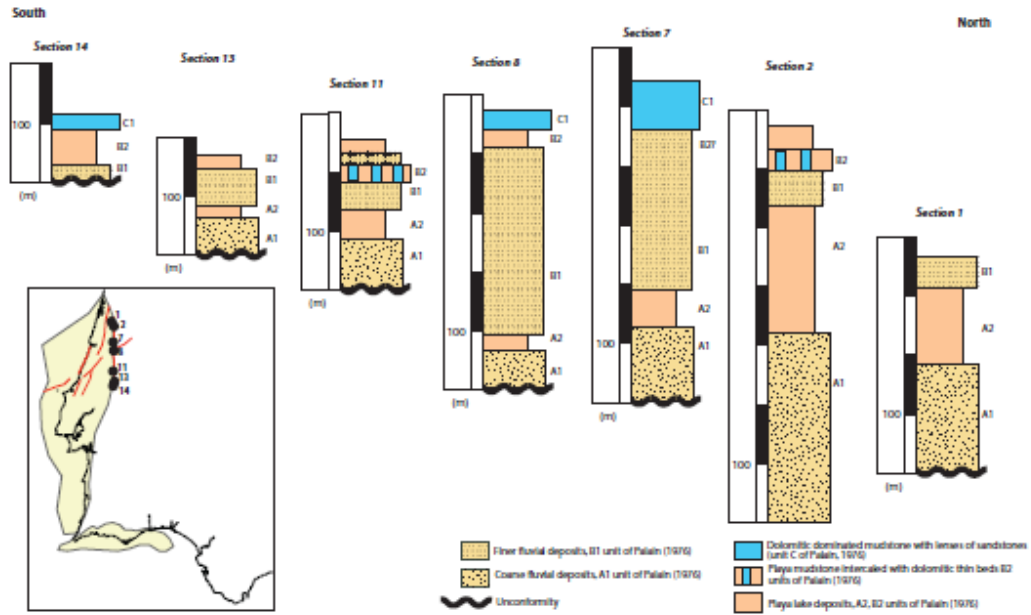 South
North
Section 14
100
C1
B2
B1
(m)
Section 13
100
B2
B1
A2
A1
(m)
Section 11
100
B2
B1
A2
A1
(m)
Section 8
100
C1
B2
B1
A2
A1
(m)
Section 7
100
C1
B2?
B1
A2
A1
(m)
Section 2
100
B2
B1
A2
A1
(m)
Section 1
100
B1
A2
A1
(m)
1
2
7
8
11
13
14
Finer fluvial deposits, B1 unit of Palain (1976)
Coarse fluvial deposits, A1 unit of Palain (1976)
Unconformity
Dolomitic dominated mudstone with lenses of sandstones
(unit C of Palain, 1976)
Playa mudstone intercaled with dolomitic thin beds B2
units of Palain (1976)
Playa lake deposits, A2, B2 units of Palain (1976)